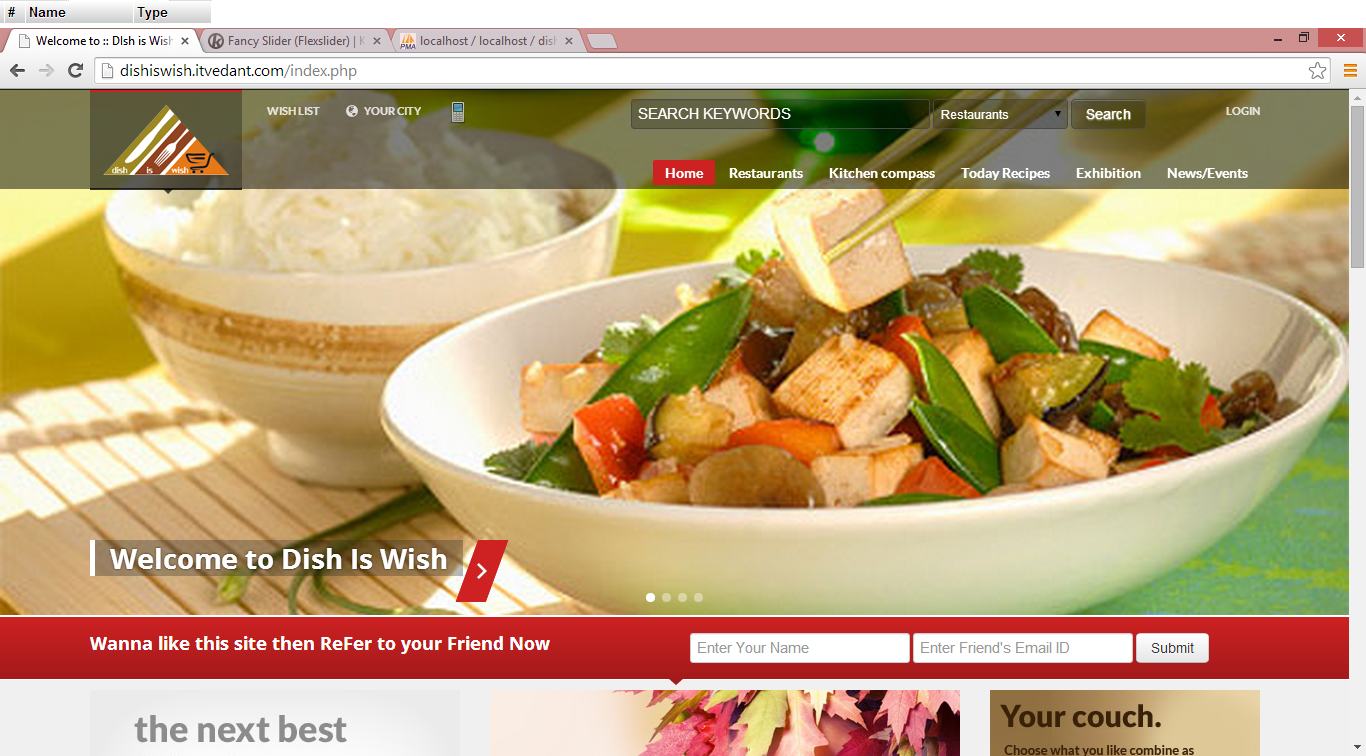 # Name Type
Welcome to :: DIsh is Wish
Fancy Slider (Flexslider) | K
localhost / localhost / dish
dishiswish.itvedant.com/index.php
dish is wish
WISH LIST YOUR CITY
SEARCH KEYWORDS Restaurants Search LOGIN
Home Restaurants Kitchen compass Today Recipes Exhibition News/Events
Welcome to Dish Is Wish
Wanna like this site then ReFer to your Friend Now
Enter Your Name Enter Friend's Email ID Submit
the next best
Your couch.
Choose what you like combine as